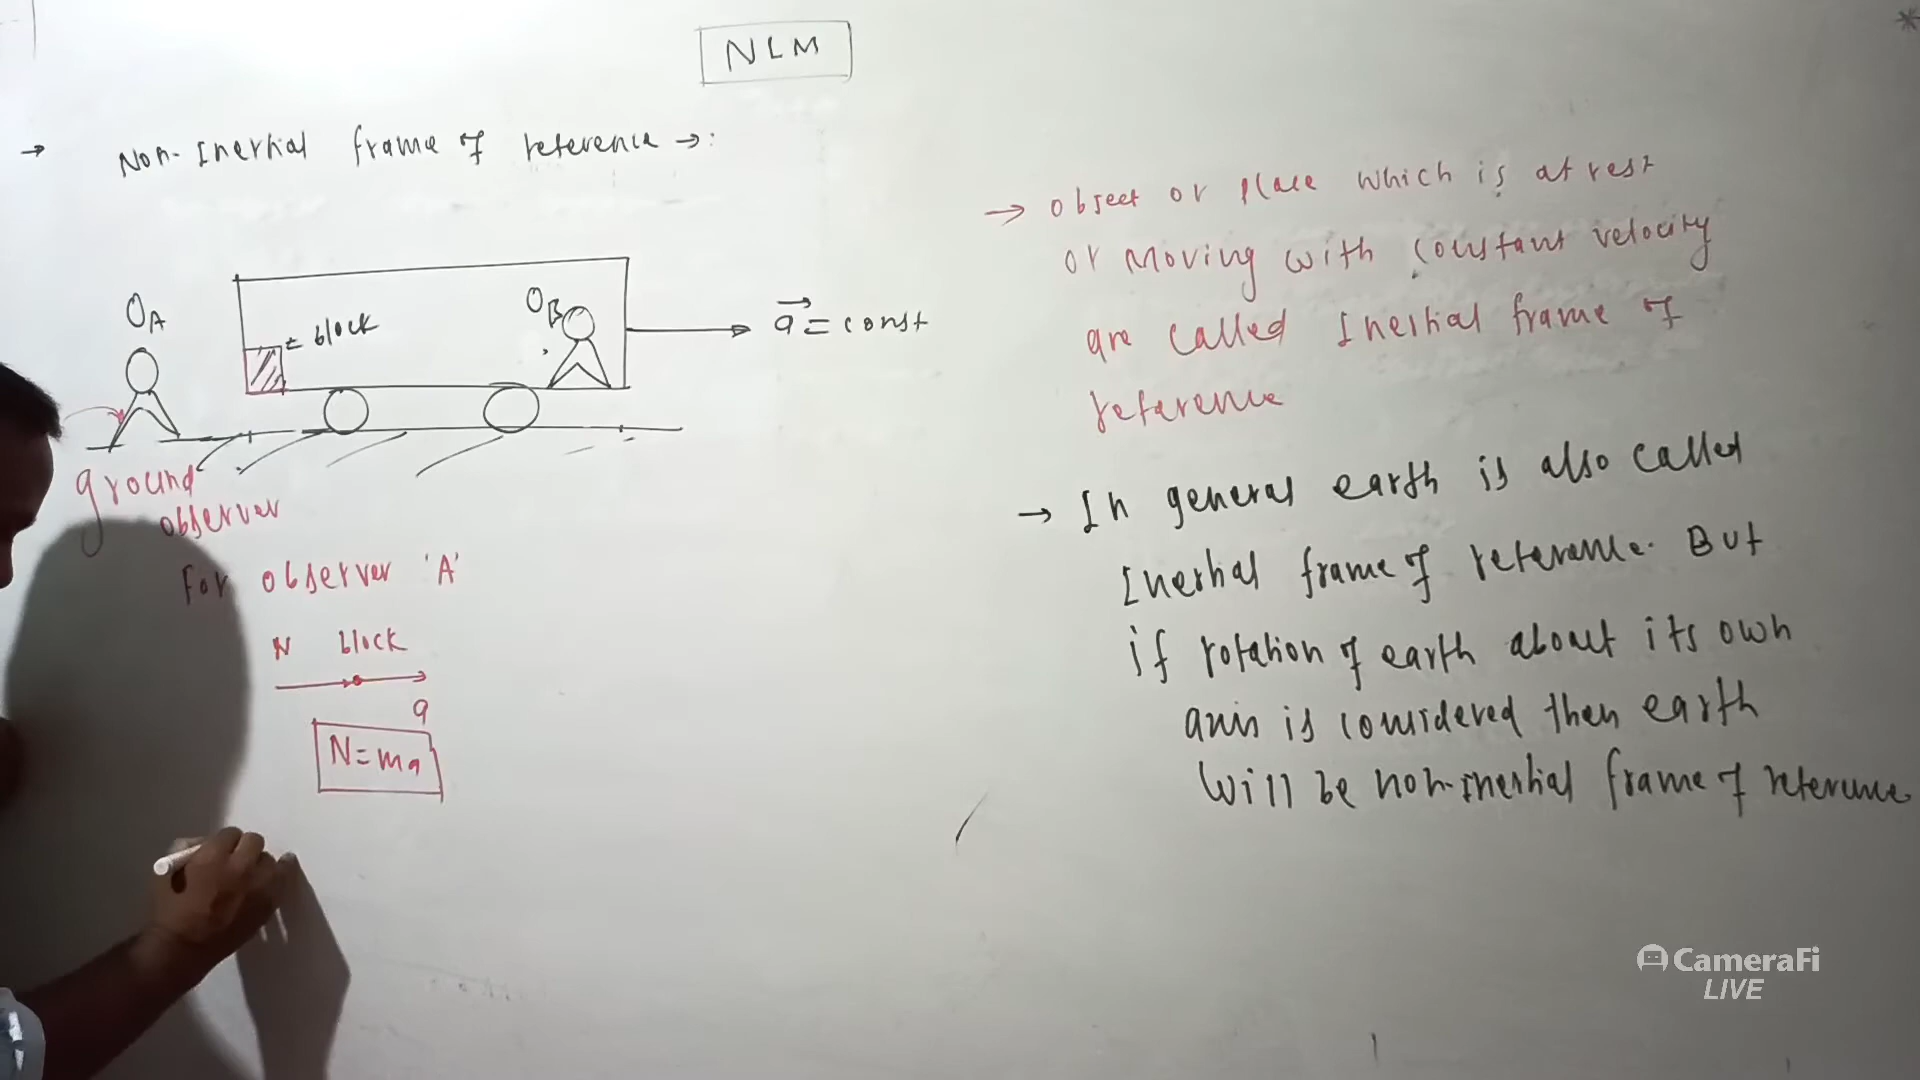 NLM
→ Non-Inertial frame of reference →:
O_A
= block
O_B
a⃗ = const
ground
observer
For observer 'A'
N block
a
N=ma
→ object or place which is at rest
or moving with constant velocity
are called Inertial frame of
reference
→ In general earth is also called
Inertial frame of reference. But
if rotation of earth about its own
axis is considered then earth
will be non-inertial frame of reference
CameraFi
LIVE